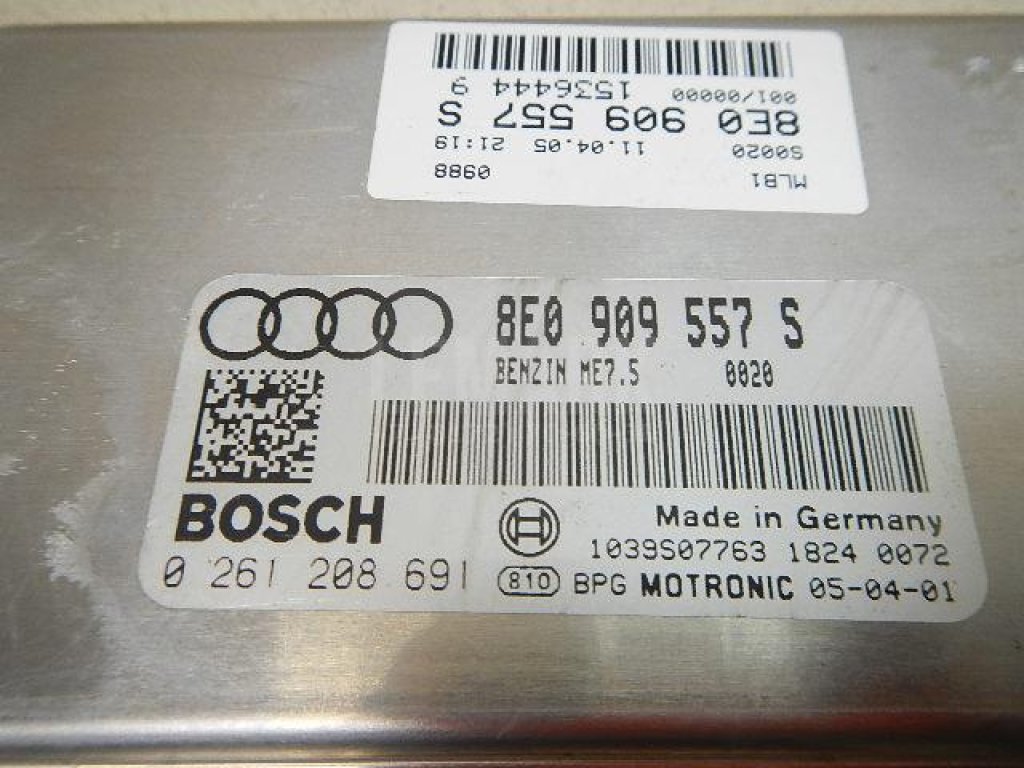 1536444 9
001/00000
8E0 909 557 S
11.04.05 21:19
S0020
0988
MLB1
8E0 909 557 S
BENZIN ME7.5 0020
BOSCH
Made in Germany
1039S07763 1824 0072
0 261 208 691
810 BPG MOTRONIC 05-04-01